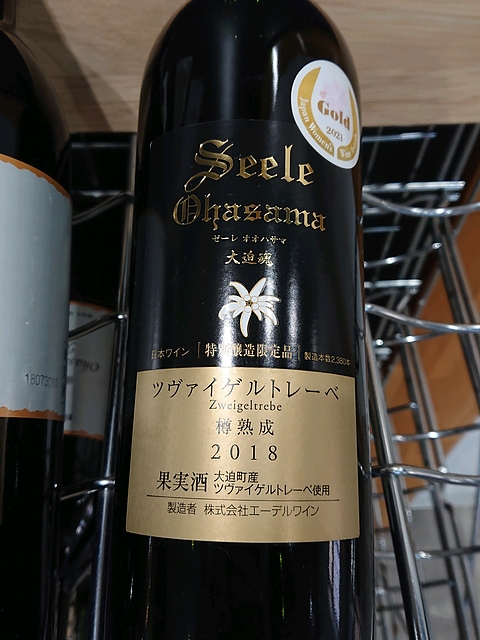 Gold
2021
Japan Women's Wine
Seele
Ohasama
ゼーレ オオハサマ
大迫魂
日本ワイン 「特別醸造限定品」 製造本数2,380本
ツヴァイゲルトレーベ
Zweigeltrebe
樽熟成
2018
果実酒 大迫町産
ツヴァイゲルトレーベ使用
製造者 株式会社エーデルワイン